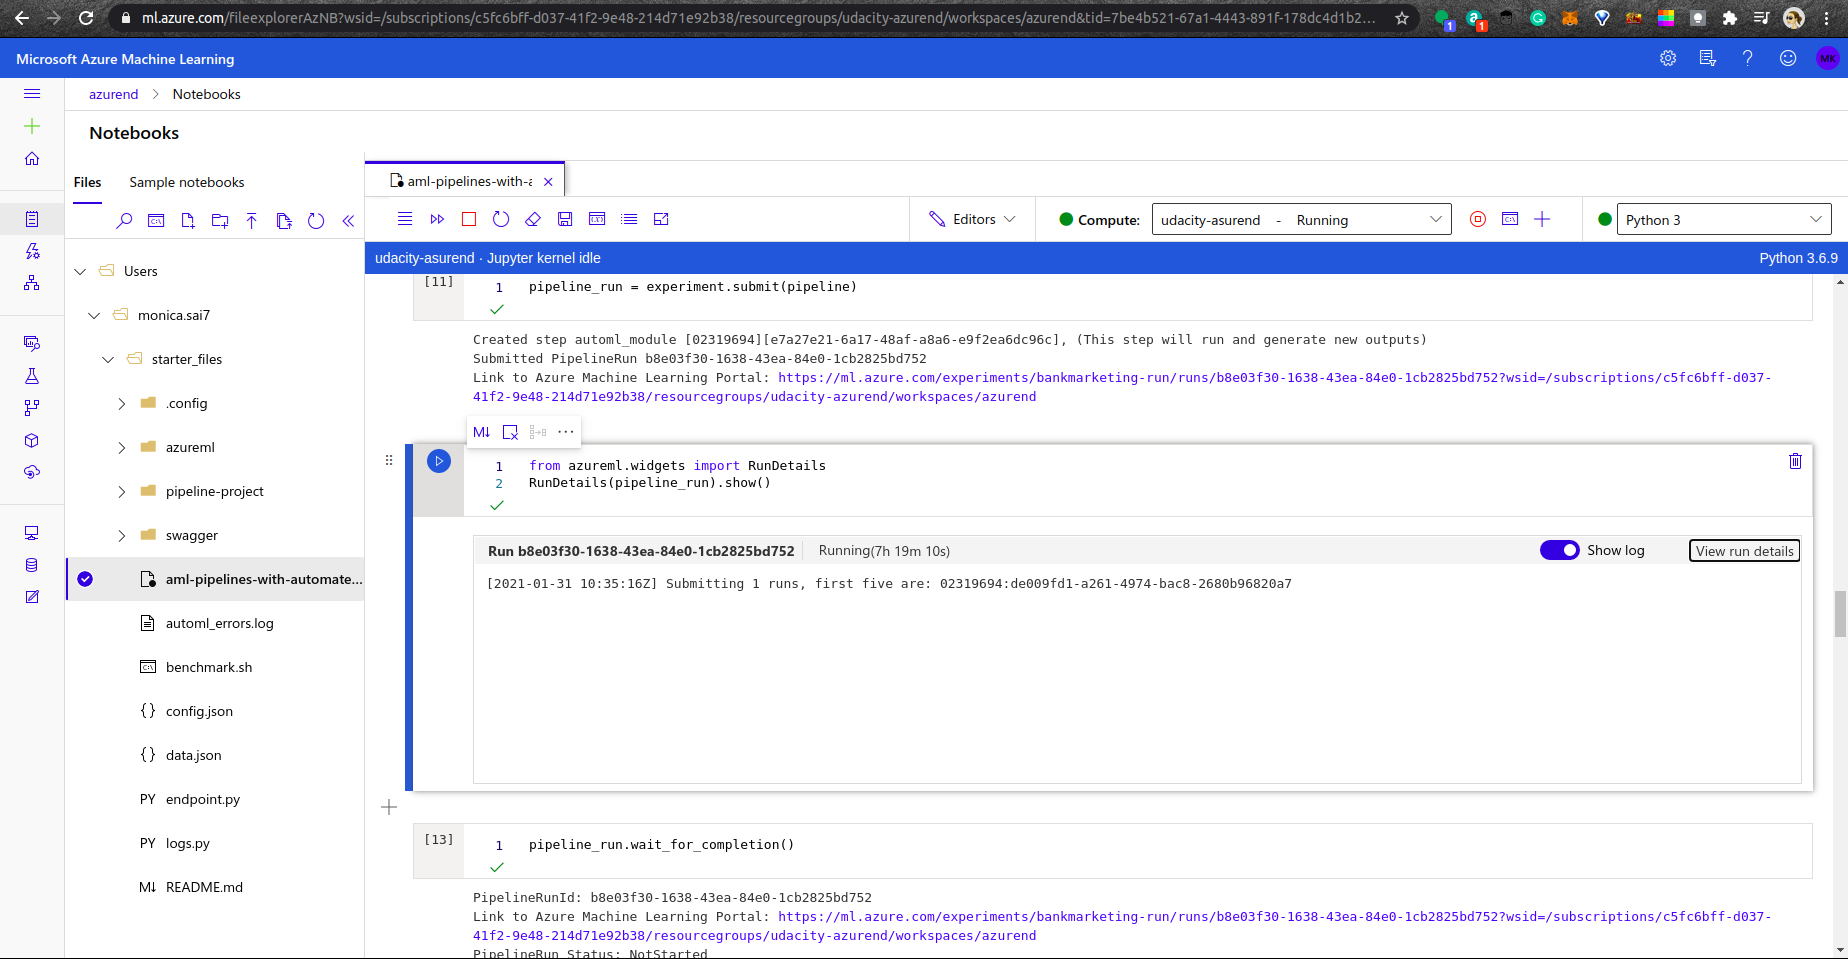 ml.azure.com/fileexplorerAzNB?wsid=/subscriptions/c5fc6bff-d037-41f2-9e48-214d71e92b38/resourcegroups/udacity-azurend/workspaces/azurend&tid=7be4b521-67a1-4443-891f-178dc4d1b2...
1
1
Microsoft Azure Machine Learning
MK
azurend > Notebooks
Notebooks
Files
Sample notebooks
aml-pipelines-with-a
Editors
Compute:
udacity-asurend - Running
Python 3
udacity-asurend · Jupyter kernel idle
Python 3.6.9
Users
monica.sai7
starter_files
.config
azureml
pipeline-project
swagger
aml-pipelines-with-automate...
automl_errors.log
benchmark.sh
{} config.json
{} data.json
PY endpoint.py
PY logs.py
M↓ README.md
[11]
1 pipeline_run = experiment.submit(pipeline)
Created step automl_module [02319694][e7a27e21-6a17-48af-a8a6-e9f2ea6dc96c], (This step will run and generate new outputs)
Submitted PipelineRun b8e03f30-1638-43ea-84e0-1cb2825bd752
Link to Azure Machine Learning Portal: https://ml.azure.com/experiments/bankmarketing-run/runs/b8e03f30-1638-43ea-84e0-1cb2825bd752?wsid=/subscriptions/c5fc6bff-d037-
41f2-9e48-214d71e92b38/resourcegroups/udacity-azurend/workspaces/azurend
M↓
1 from azureml.widgets import RunDetails
2 RunDetails(pipeline_run).show()
Run b8e03f30-1638-43ea-84e0-1cb2825bd752
Running(7h 19m 10s)
Show log
View run details
[2021-01-31 10:35:16Z] Submitting 1 runs, first five are: 02319694:de009fd1-a261-4974-bac8-2680b96820a7
[13]
1 pipeline_run.wait_for_completion()
PipelineRunId: b8e03f30-1638-43ea-84e0-1cb2825bd752
Link to Azure Machine Learning Portal: https://ml.azure.com/experiments/bankmarketing-run/runs/b8e03f30-1638-43ea-84e0-1cb2825bd752?wsid=/subscriptions/c5fc6bff-d037-
41f2-9e48-214d71e92b38/resourcegroups/udacity-azurend/workspaces/azurend
PipelineRun Status: NotStarted